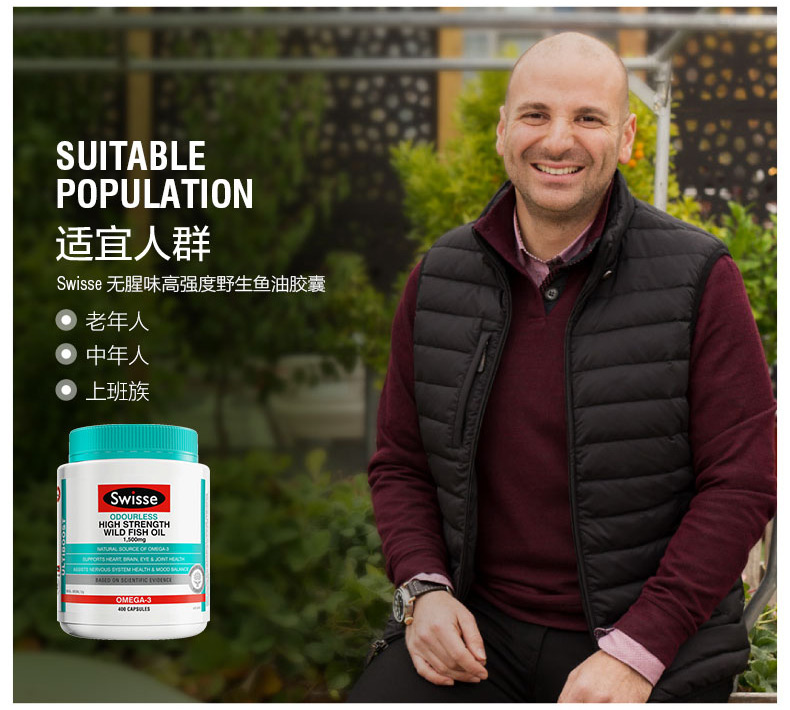 SUITABLE
POPULATION
适宜人群
Swisse 无腥味高强度野生鱼油胶囊
老年人
中年人
上班族
Swisse
ODOURLESS
HIGH STRENGTH
WILD FISH OIL
1,500mg
NATURAL SOURCE OF OMEGA-3
SUPPORTS HEART, BRAIN, EYE & JOINT HEALTH
ASSISTS NERVOUS SYSTEM HEALTH & MOOD BALANCE
BASED ON SCIENTIFIC EVIDENCE
OMEGA-3
400 CAPSULES
ULTIBOOST